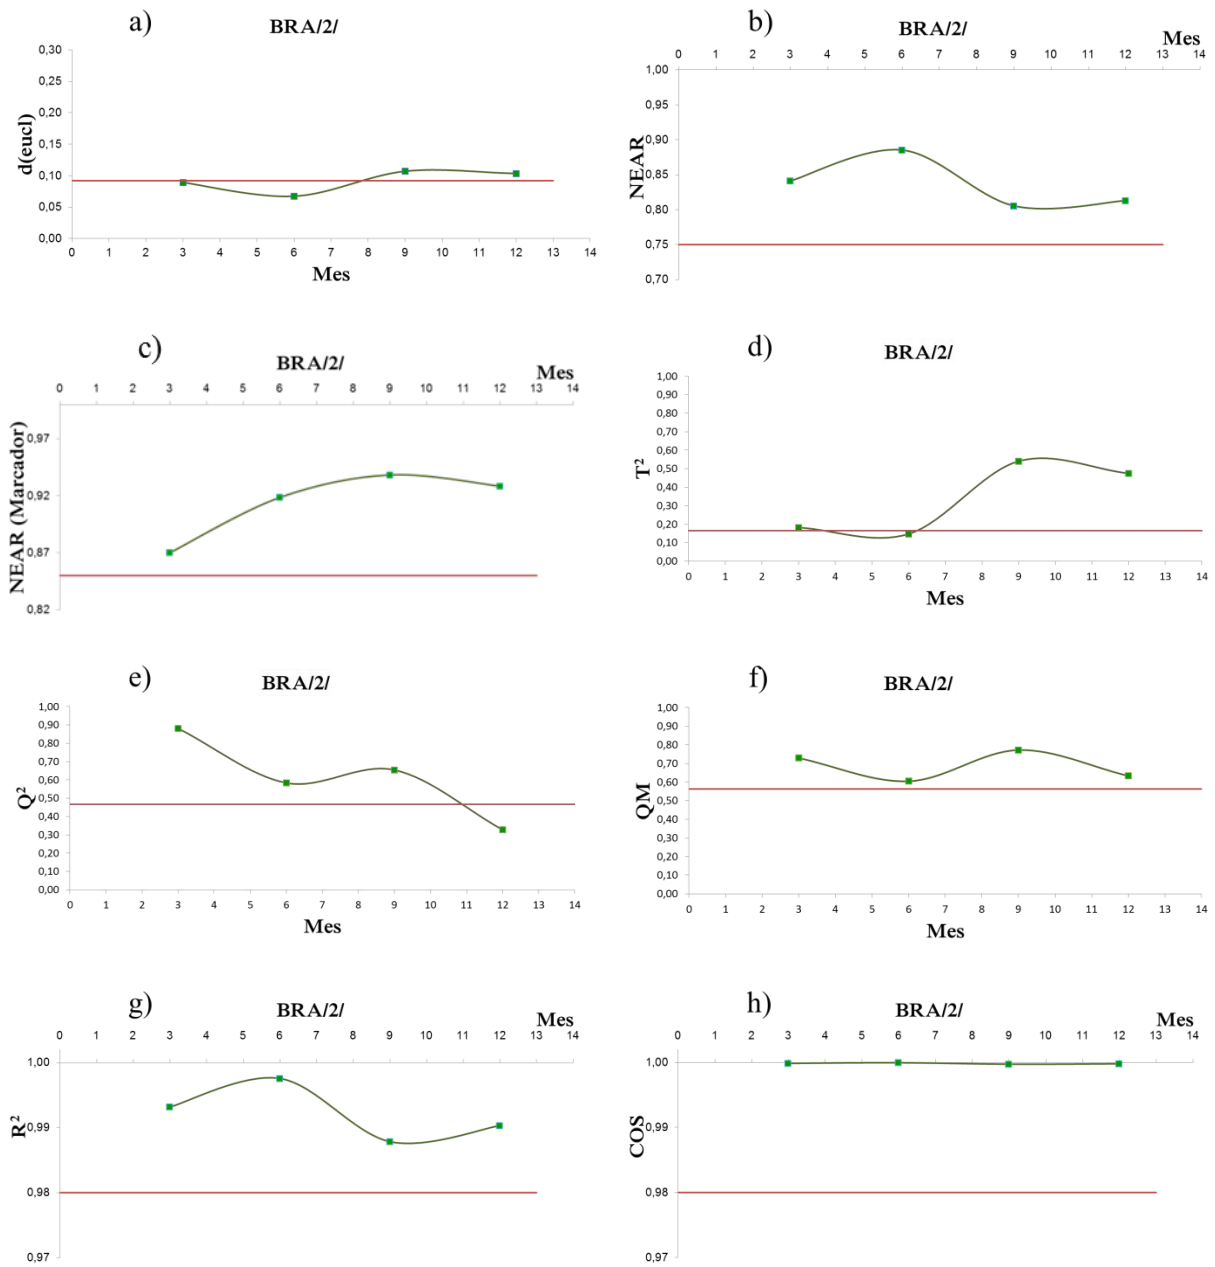 a)
BRA/2/
0,30
0,25
0,20
0,15
0,10
0,05
0,00
d(eucl)
0 1 2 3 4 5 6 7 8 9 10 11 12 13 14
Mes
b)
BRA/2/
Mes
0 1 2 3 4 5 6 7 8 9 10 11 12 13 14
1,00
0,95
0,90
0,85
0,80
0,75
0,70
NEAR
c)
BRA/2/
Mes
0 1 2 3 4 5 6 7 8 9 10 11 12 13 14
0,97
0,92
0,87
0,82
NEAR (Marcador)
d)
BRA/2/
1,00
0,90
0,80
0,70
0,60
0,50
0,40
0,30
0,20
0,10
0,00
T²
0 1 2 3 4 5 6 7 8 9 10 11 12 13 14
Mes
e)
BRA/2/
1,00
0,90
0,80
0,70
0,60
0,50
0,40
0,30
0,20
0,10
0,00
Q²
0 1 2 3 4 5 6 7 8 9 10 11 12 13 14
Mes
f)
BRA/2/
1,00
0,90
0,80
0,70
0,60
0,50
0,40
0,30
0,20
0,10
0,00
QM
0 1 2 3 4 5 6 7 8 9 10 11 12 13 14
Mes
g)
BRA/2/
Mes
0 1 2 3 4 5 6 7 8 9 10 11 12 13 14
1,00
0,99
0,98
0,97
R²
h)
BRA/2/
Mes
0 1 2 3 4 5 6 7 8 9 10 11 12 13 14
1,00
0,99
0,98
0,97
COS